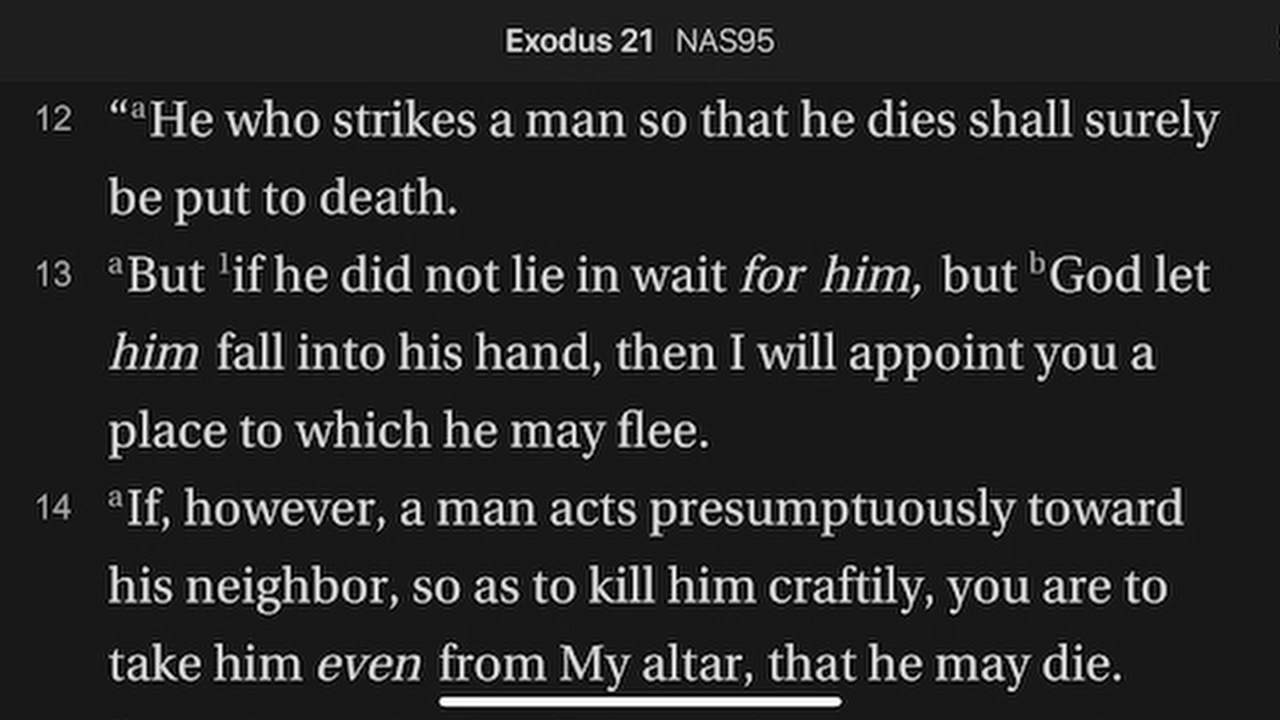 Exodus 21 NAS95
12 “aHe who strikes a man so that he dies shall surely
be put to death.
13 aBut 1if he did not lie in wait for him, but bGod let
him fall into his hand, then I will appoint you a
place to which he may flee.
14 aIf, however, a man acts presumptuously toward
his neighbor, so as to kill him craftily, you are to
take him even from My altar, that he may die.